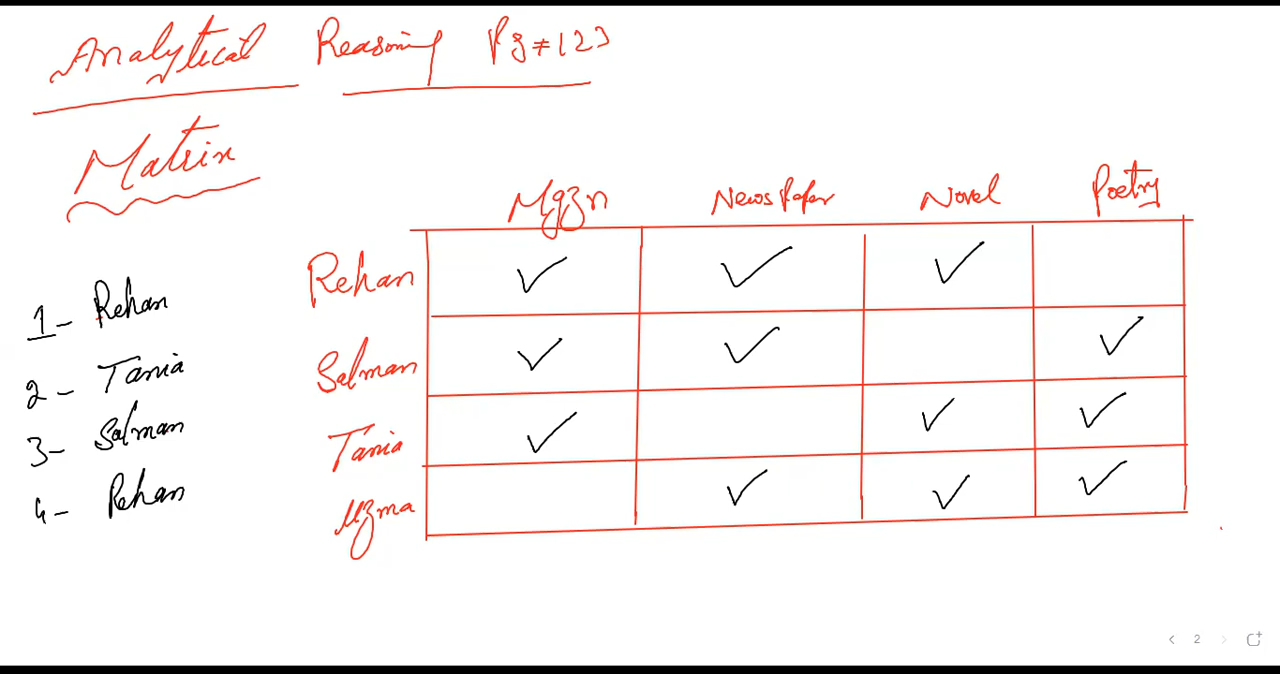 Analytical Reasoning Pg # 123
Matrix
Mgzn Newspaper Novel Poetry
Rehan ✓ ✓ ✓
Salman ✓ ✓ ✓
Tania ✓ ✓ ✓
Uzma ✓ ✓ ✓
1- Rehan
2- Tania
3- Salman
4- Rehan
< 2 >